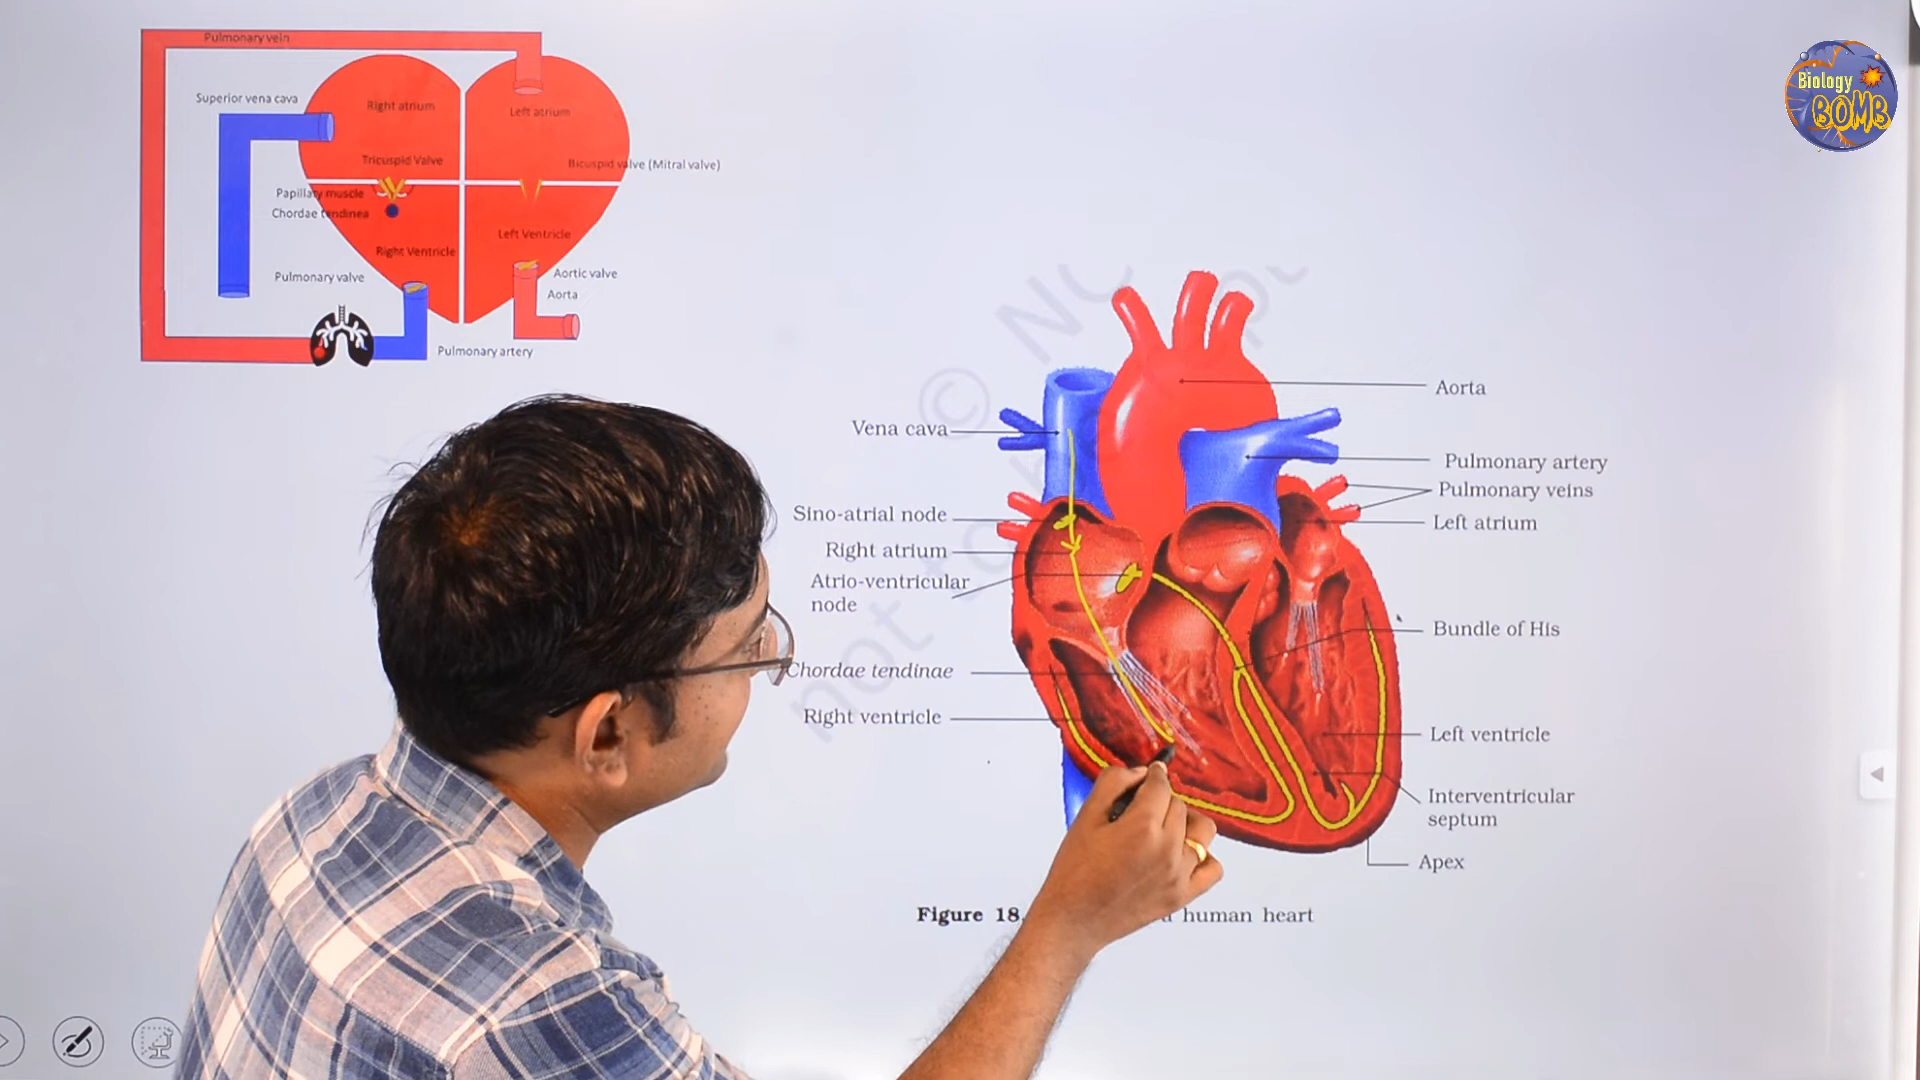 Pulmonary vein
Superior vena cava
Right atrium
Left atrium
Tricuspid Valve
Bicuspid valve (Mitral valve)
Papillary muscle
Chordae tendinea
Left Ventricle
Right Ventricle
Pulmonary valve
Aortic valve
Aorta
Pulmonary artery
Biology
BOMB
Aorta
Vena cava
Pulmonary artery
Pulmonary veins
Sino-atrial node
Left atrium
Right atrium
Atrio-ventricular
node
Bundle of His
Chordae tendinae
Right ventricle
Left ventricle
Interventricular
septum
Apex
Figure 18
human heart
© NC
not to